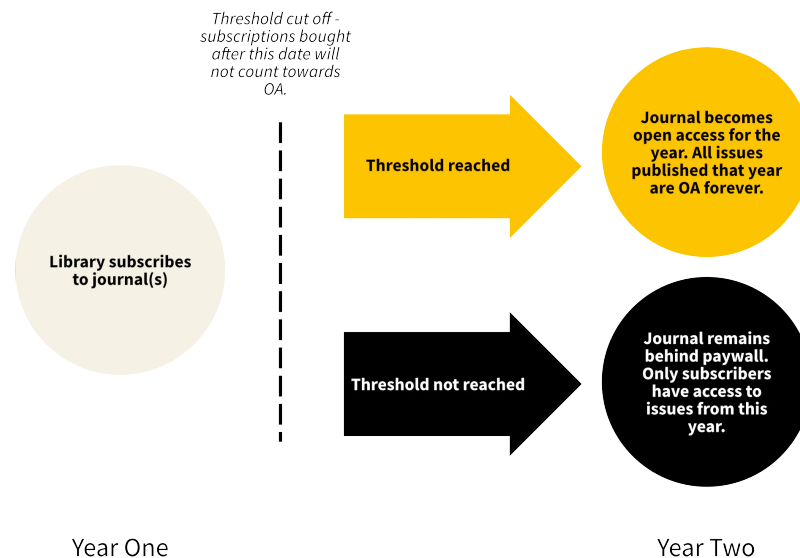 Threshold cut off -
subscriptions bought
after this date will
not count towards
OA.
Library subscribes
to journal(s)
Threshold reached
Journal becomes
open access for the
year. All issues
published that year
are OA forever.
Threshold not reached
Journal remains
behind paywall.
Only subscribers
have access to
issues from this
year.
Year One
Year Two